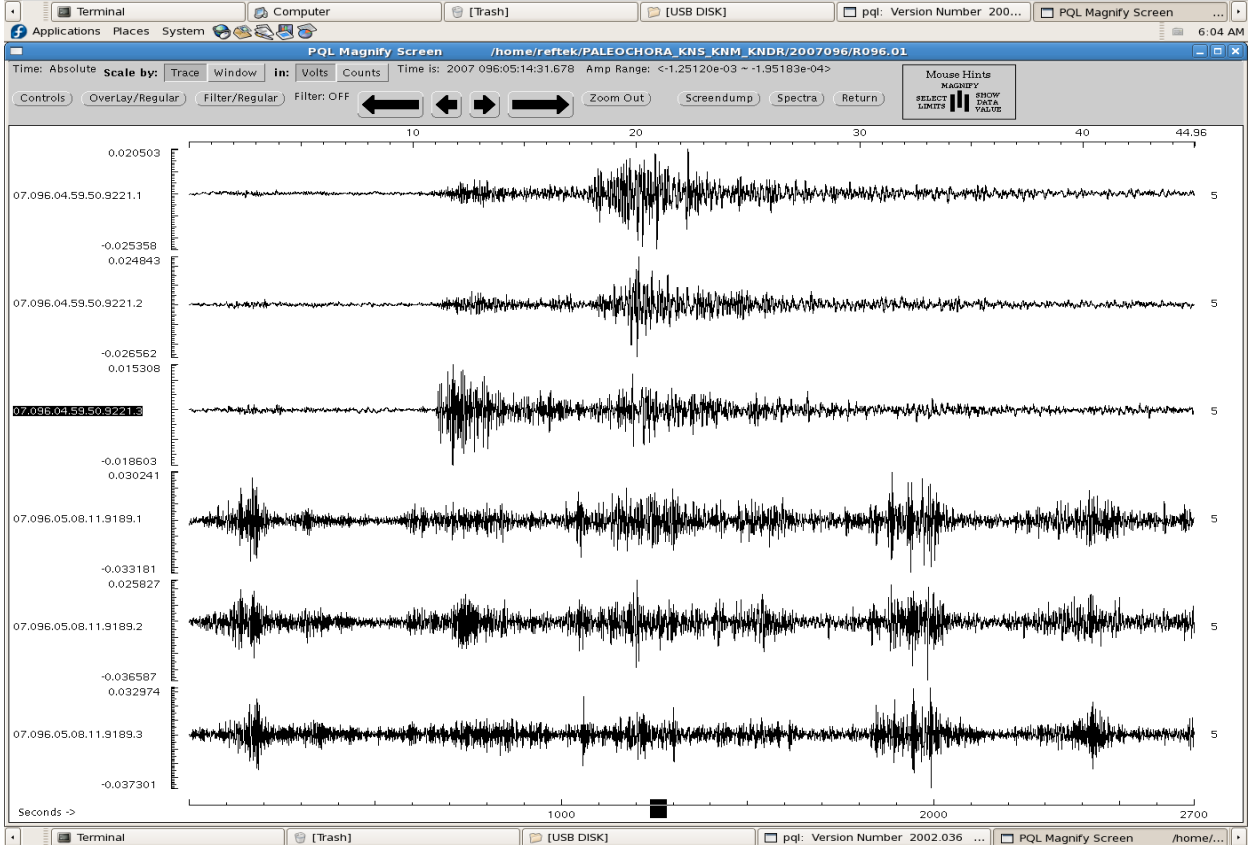 Terminal Computer [Trash] [USB DISK] pql: Version Number 200... PQL Magnify Screen ...
Applications Places System 6:04 AM
PQL Magnify Screen /home/reftek/PALEOCHORA_KNS_KNM_KNDR/2007096/R096.01
Time: Absolute Scale by: Trace Window in: Volts Counts Time is: 2007 096:05:14:31.678 Amp Range: <-1.25120e-03 ~ -1.95183e-04>
Mouse Hints
MAGNIFY
SELECT LIMITS SHOW DATA VALUE
Controls OverLay/Regular Filter/Regular Filter: OFF Zoom Out Screendump Spectra Return
10 20 30 40 44.96
0.020503
07.096.04.59.50.9221.1 5
-0.025358
0.024843
07.096.04.59.50.9221.2 5
-0.026562
0.015308
07.096.04.59.50.9221.3 5
-0.018603
0.030241
07.096.05.08.11.9189.1 5
-0.033181
0.025827
07.096.05.08.11.9189.2 5
-0.036587
0.032974
07.096.05.08.11.9189.3 5
-0.037301
Seconds -> 1000 2000 2700
Terminal [Trash] [USB DISK] pql: Version Number 2002.036 ... PQL Magnify Screen /home/...